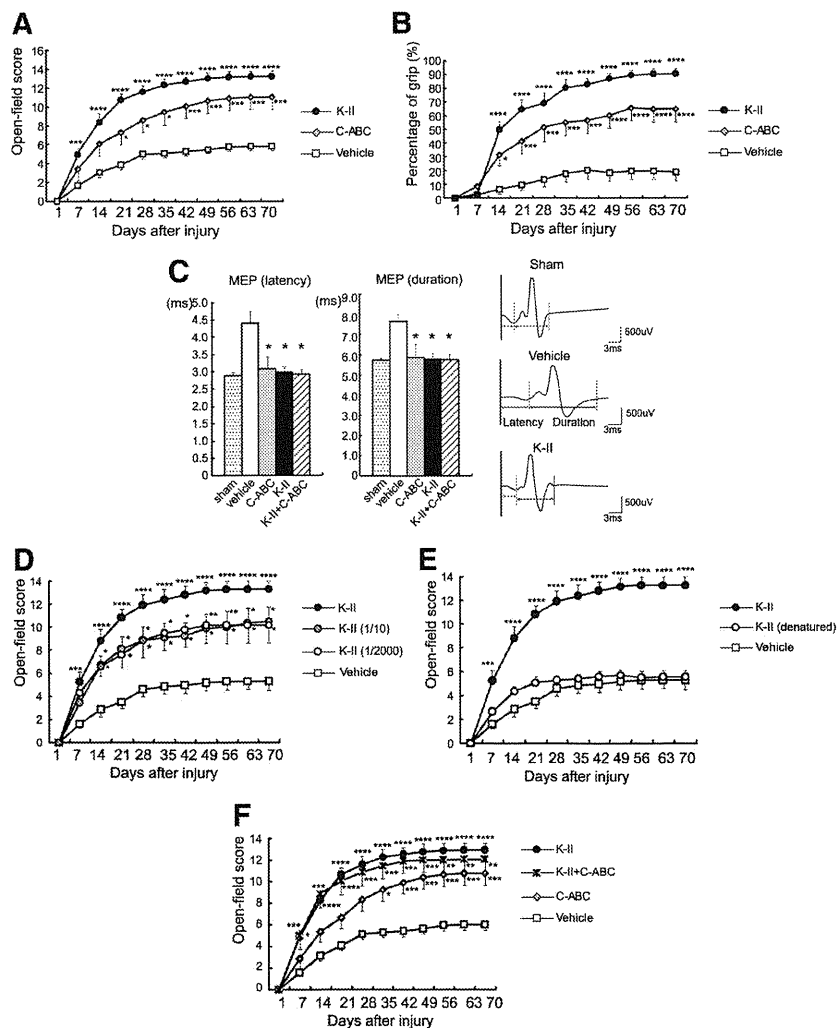 A
Open-field score
16
14
12
10
8
6
4
2
0
1 7 14 21 28 35 42 49 56 63 70
Days after injury
K-II
C-ABC
Vehicle
B
Percentage of grip (%)
100
90
80
70
60
50
40
30
20
10
0
1 7 14 21 28 35 42 49 56 63 70
Days after injury
K-II
C-ABC
Vehicle
C
MEP (latency)
(ms)
5.0
4.5
4.0
3.5
3.0
2.5
2.0
1.5
1.0
0.5
0.0
* * *
sham
vehicle
C-ABC
K-II
K-II+C-ABC
MEP (duration)
(ms)
9.0
8.0
7.0
6.0
5.0
4.0
3.0
2.0
1.0
0.0
* * *
sham
vehicle
C-ABC
K-II
K-II+C-ABC
Sham
500uV
3ms
Vehicle
Latency Duration
500uV
3ms
K-II
500uV
3ms
D
Open-field score
14
12
10
8
6
4
2
0
1 7 14 21 28 35 42 49 56 63 70
Days after injury
K-II
K-II (1/10)
K-II (1/2000)
Vehicle
E
Open-field score
14
12
10
8
6
4
2
0
1 7 14 21 28 35 42 49 56 63 70
Days after injury
K-II
K-II (denatured)
Vehicle
F
Open-field score
14
12
10
8
6
4
2
0
1 7 14 21 28 35 42 49 56 63 70
Days after injury
K-II
K-II+C-ABC
C-ABC
Vehicle